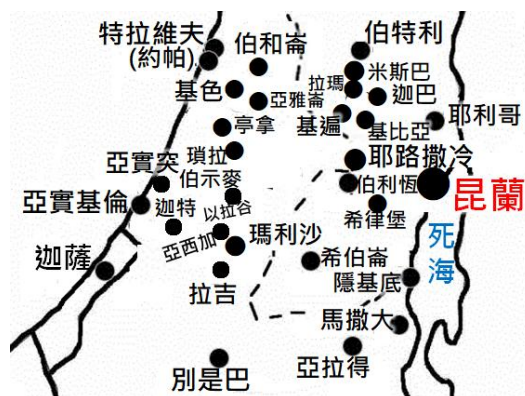 特拉維夫
(約帕)
伯和崙
伯特利
米斯巴
拉瑪
基色
亞雅崙
迦巴
基遍
基比亞
耶利哥
亭拿
瑣拉
耶路撒冷
伯示麥
亞實突
伯利恆
昆蘭
亞實基倫
迦特
以拉谷
希律堡
亞西加
瑪利沙
死海
迦薩
希伯崙
隱基底
拉吉
馬撒大
亞拉得
別是巴